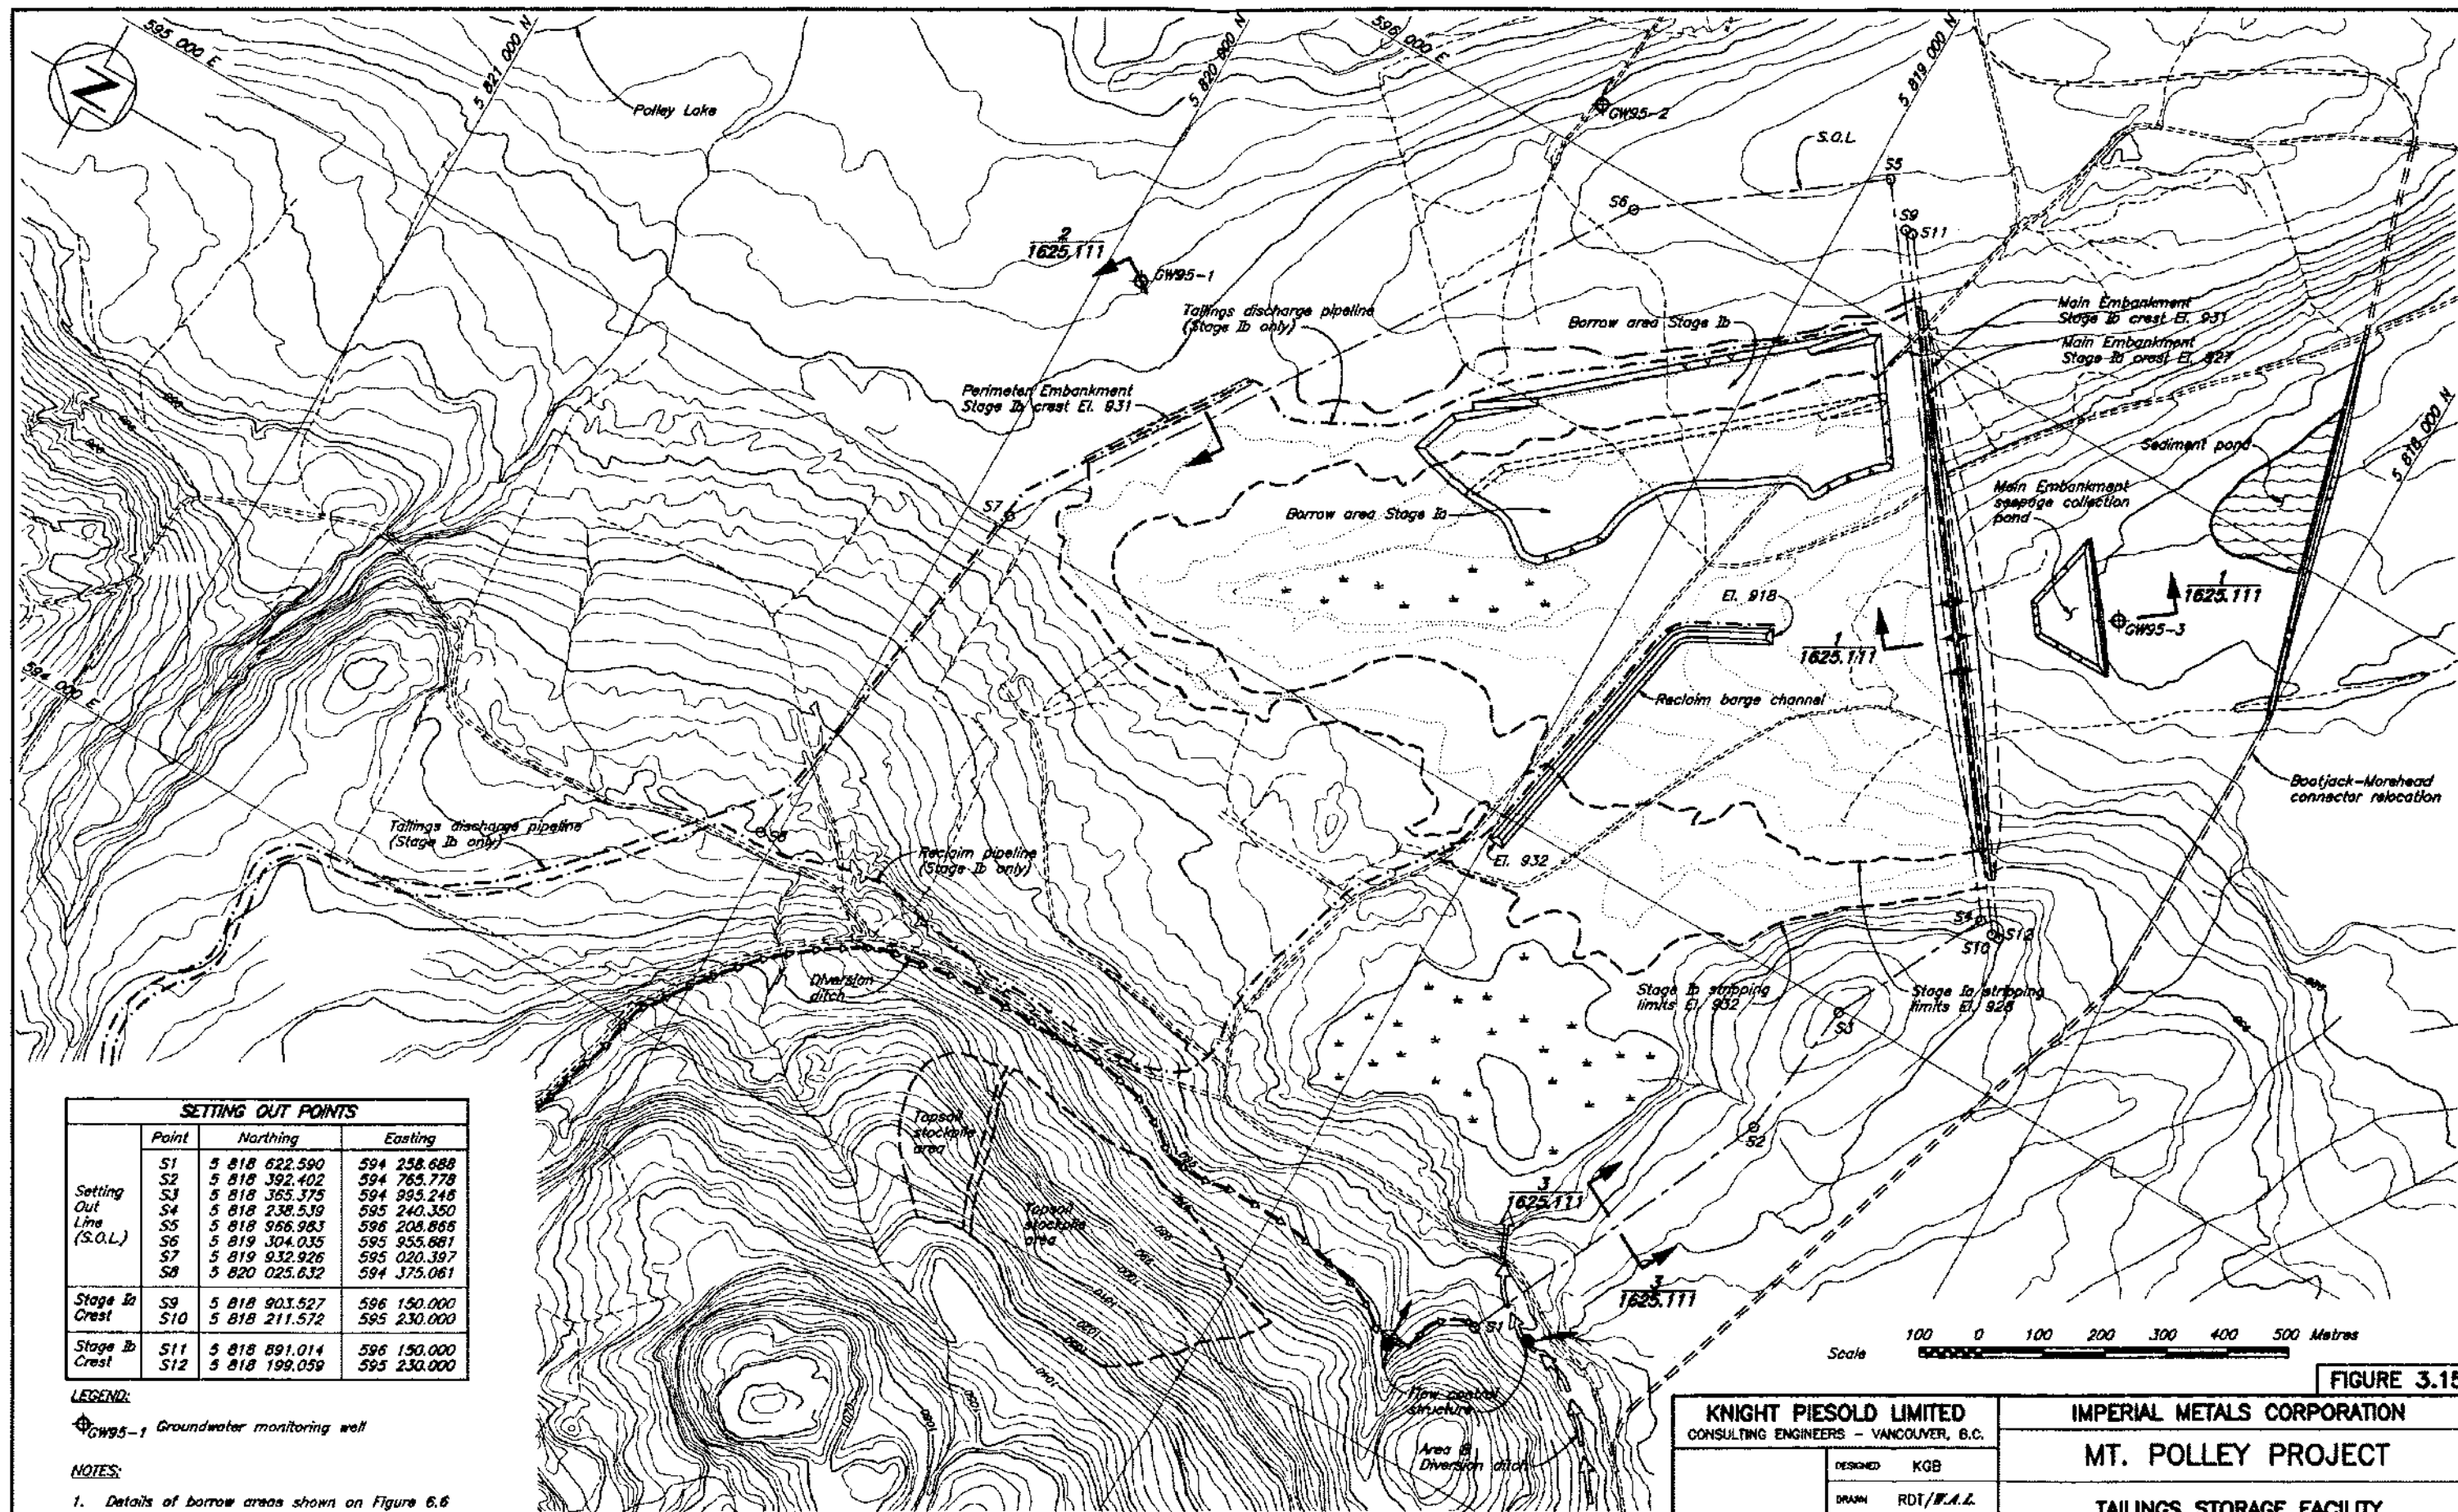 595 000 E
5 821 000 N
5 820 000 N
596 000 E
5 819 000 N
N
Polley Lake
GW95-2
S.O.L
S5
S6
S9
S11
2
1625.111
GW95-1
Tailings discharge pipeline
(Stage Ib only)
Borrow area Stage Ib
Main Embankment
Stage Ib crest El. 931
Main Embankment
Stage Ia crest El. 927
Perimeter Embankment
Stage Ib crest El. 931
5 818 000 N
Sediment pond
Main Embankment
seepage collection
pond
S7
Borrow area Stage Ia
El. 918
1
1625.111
1
1625.111
GW95-3
594 000 E
Reclaim barge channel
Bootjack-Morehead
connector relocation
Tailings discharge pipeline
(Stage Ib only)
S8
Reclaim pipeline
(Stage Ib only)
El. 932
S4
S12
S10
Diversion
ditch
Stage Ib stripping
limits El. 932
Stage Ia stripping
limits El. 928
S3
S2
Topsoil
stockpile
area
Topsoil
stockpile
area
3
1625.111
3
1625.111
S1
Flow control
structure
Area B
Diversion ditch
1000
1010
1020
1040
SETTING OUT POINTS
Point Northing Easting
Setting Out Line (S.O.L.)
S1 5 818 622.590 594 258.688
S2 5 818 392.402 594 765.778
S3 5 818 365.375 594 995.246
S4 5 818 238.539 595 240.350
S5 5 818 966.983 596 208.866
S6 5 819 304.035 595 955.681
S7 5 819 932.926 595 020.397
S8 5 820 025.632 594 375.061
Stage Ia Crest
S9 5 818 903.527 596 150.000
S10 5 818 211.572 595 230.000
Stage Ib Crest
S11 5 818 891.014 596 150.000
S12 5 818 199.059 595 230.000
LEGEND:
GW95-1 Groundwater monitoring well
NOTES:
1. Details of borrow areas shown on Figure 6.6
Scale 100 0 100 200 300 400 500 Metres
FIGURE 3.15
KNIGHT PIESOLD LIMITED
CONSULTING ENGINEERS - VANCOUVER, B.C.
DESIGNED KGB
DRAWN RDT/W.A.L.
IMPERIAL METALS CORPORATION
MT. POLLEY PROJECT
TAILINGS STORAGE FACILITY